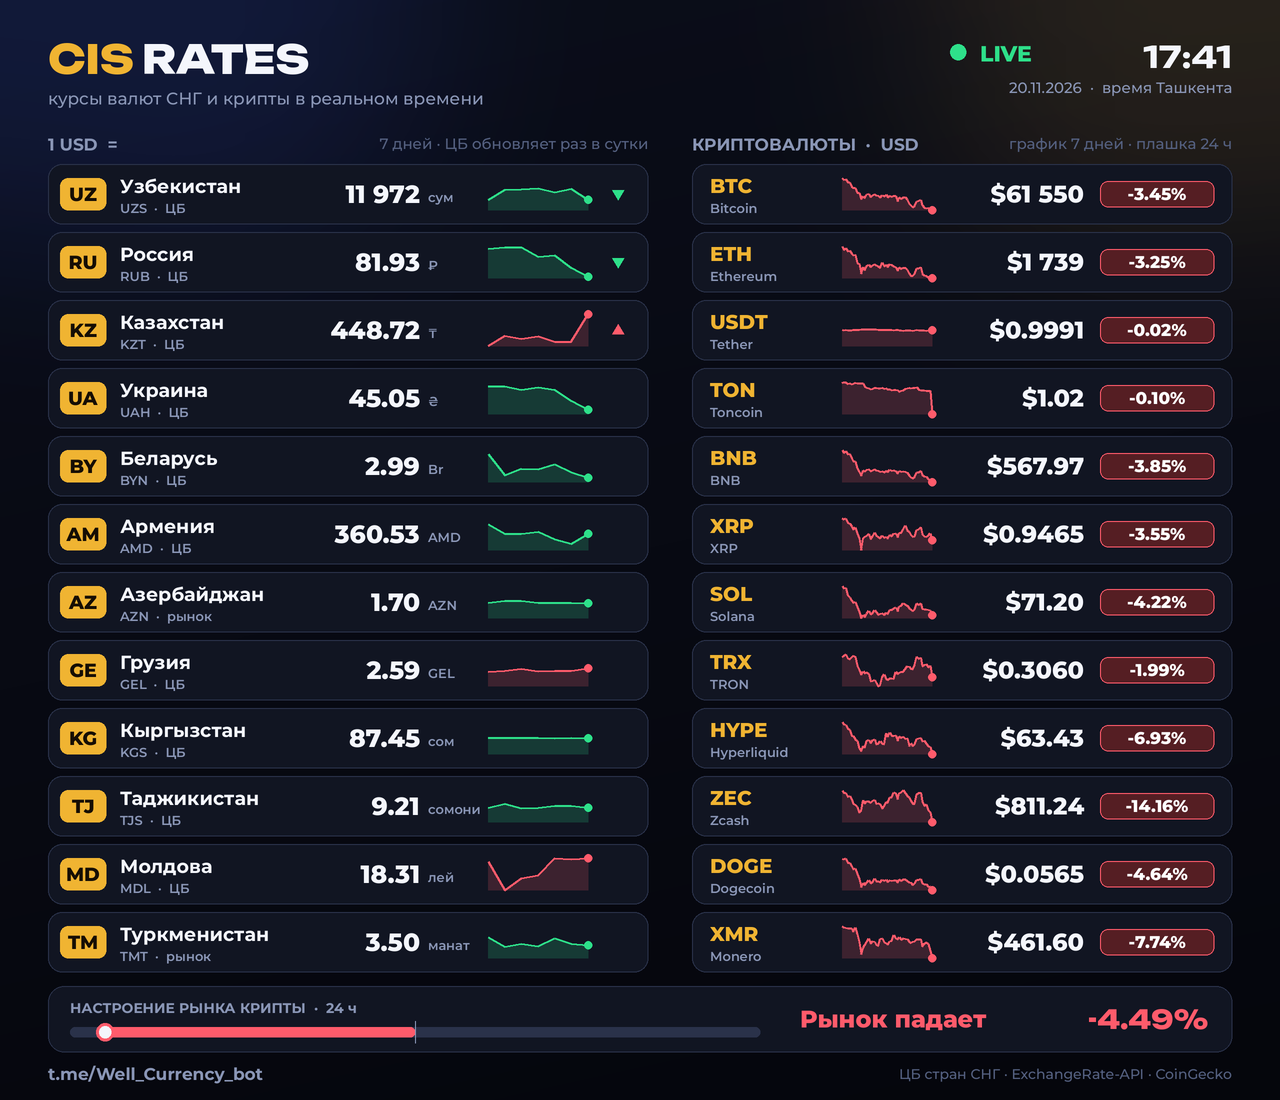 CIS RATES
курсы валют СНГ и крипты в реальном времени
LIVE
17:41
20.11.2026 · время Ташкента
1 USD =
7 дней · ЦБ обновляет раз в сутки
UZ Узбекистан 11 972 сум
UZS · ЦБ
RU Россия 81.93 ₽
RUB · ЦБ
KZ Казахстан 448.72 ₸
KZT · ЦБ
UA Украина 45.05 ₴
UAH · ЦБ
BY Беларусь 2.99 Br
BYN · ЦБ
AM Армения 360.53 AMD
AMD · ЦБ
AZ Азербайджан 1.70 AZN
AZN · рынок
GE Грузия 2.59 GEL
GEL · ЦБ
KG Кыргызстан 87.45 сом
KGS · ЦБ
TJ Таджикистан 9.21 сомони
TJS · ЦБ
MD Молдова 18.31 лей
MDL · ЦБ
TM Туркменистан 3.50 манат
TMT · рынок
КРИПТОВАЛЮТЫ · USD
график 7 дней · плашка 24 ч
BTC $61 550 -3.45%
Bitcoin
ETH $1 739 -3.25%
Ethereum
USDT $0.9991 -0.02%
Tether
TON $1.02 -0.10%
Toncoin
BNB $567.97 -3.85%
BNB
XRP $0.9465 -3.55%
XRP
SOL $71.20 -4.22%
Solana
TRX $0.3060 -1.99%
TRON
HYPE $63.43 -6.93%
Hyperliquid
ZEC $811.24 -14.16%
Zcash
DOGE $0.0565 -4.64%
Dogecoin
XMR $461.60 -7.74%
Monero
НАСТРОЕНИЕ РЫНКА КРИПТЫ · 24 ч
Рынок падает -4.49%
t.me/Well_Currency_bot
ЦБ стран СНГ · ExchangeRate-API · CoinGecko